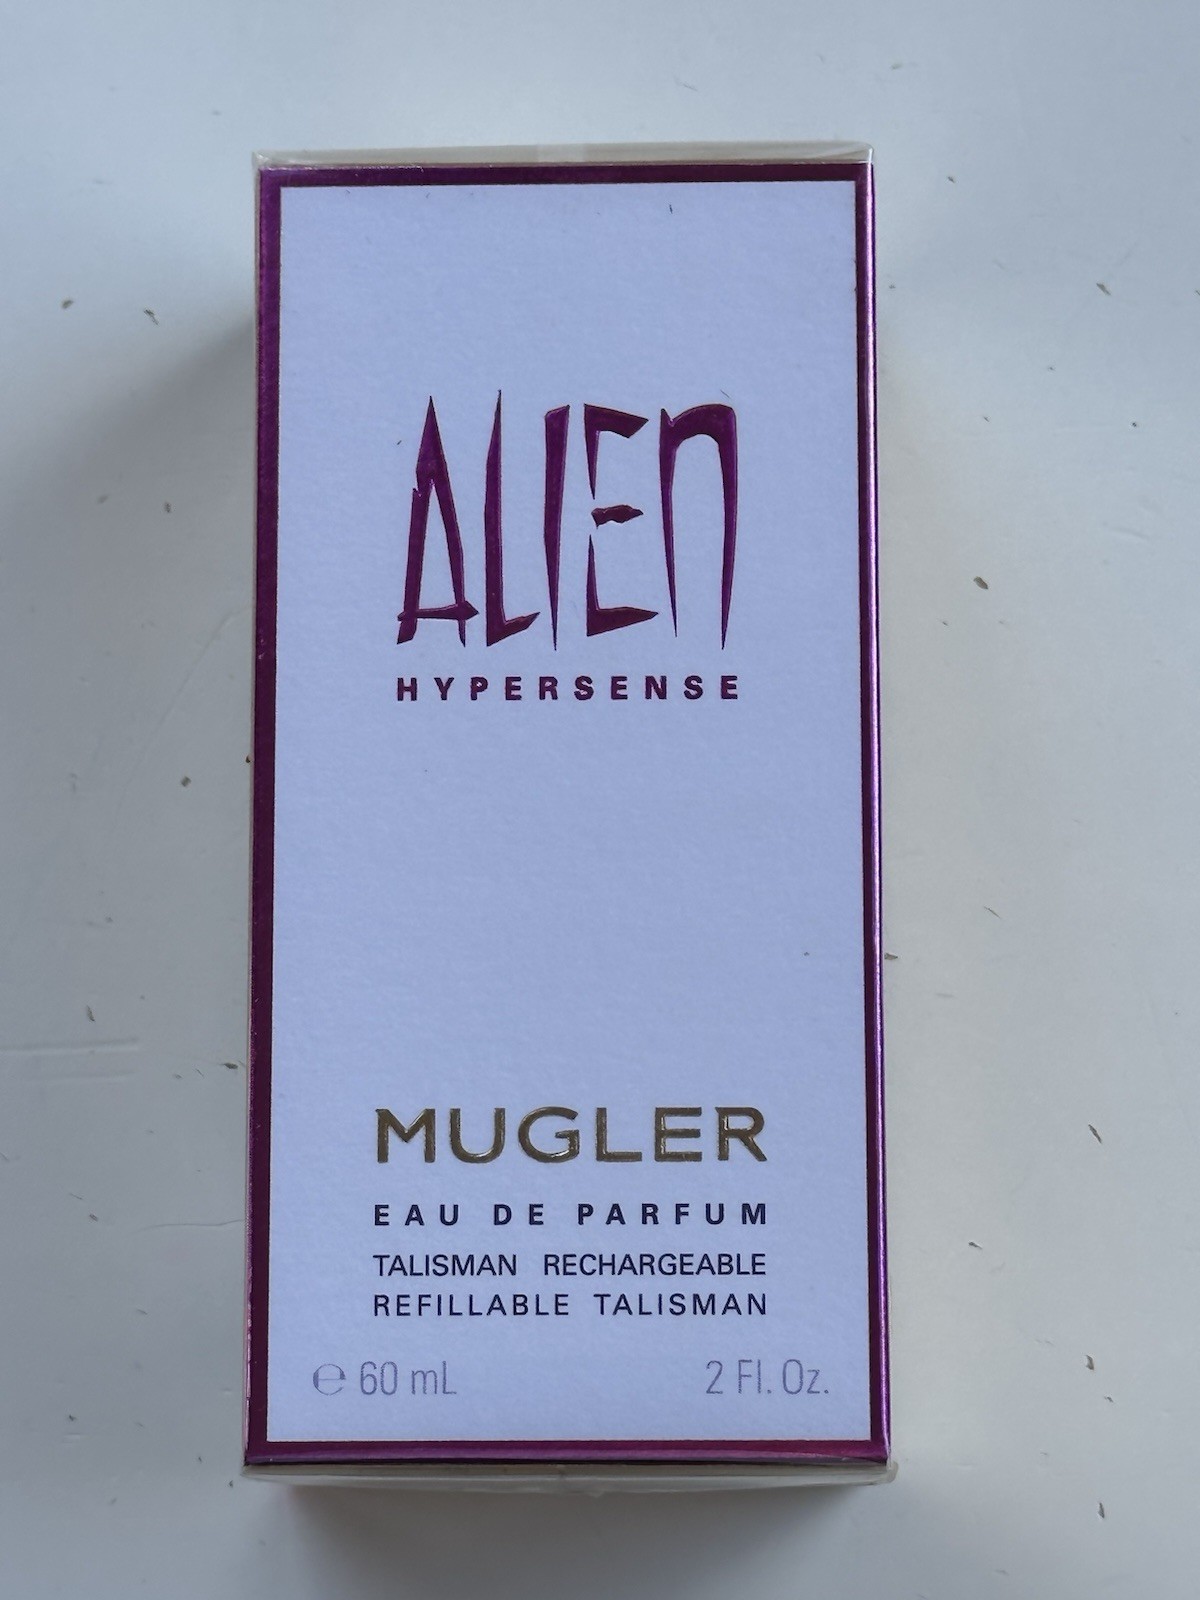 ALIEn
HYPERSENSE
MUGLER
EAU DE PARFUM
TALISMAN RECHARGEABLE
REFILLABLE TALISMAN
℮ 60 mL 2 Fl. Oz.